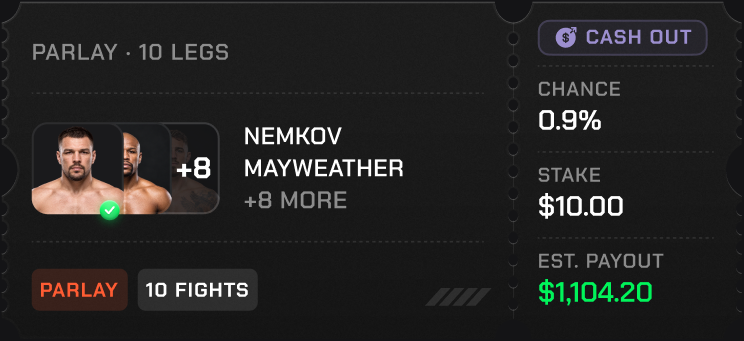 PARLAY · 10 LEGS
+8
NEMKOV
MAYWEATHER
+8 MORE
PARLAY
10 FIGHTS
CASH OUT
CHANCE
0.9%
STAKE
$10.00
EST. PAYOUT
$1,104.20